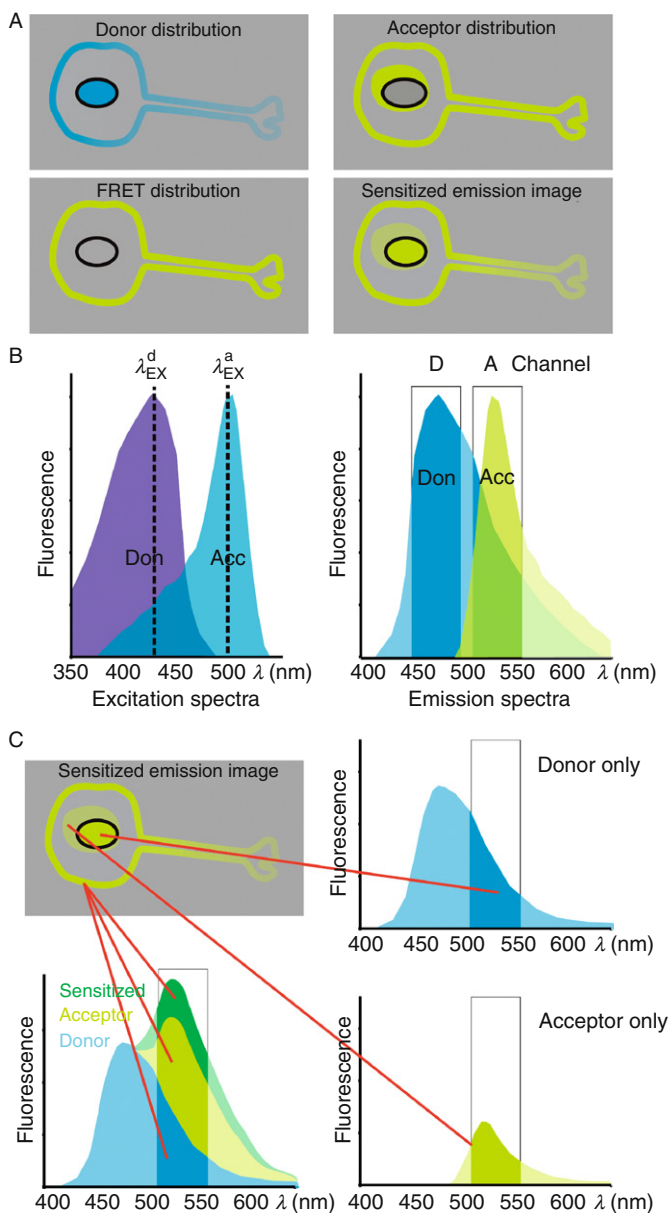 A
Donor distribution
Acceptor distribution
FRET distribution
Sensitized emission image
B
λ d EX
λ a EX
D A Channel
Fluorescence
Don Acc
350 400 450 500 λ (nm)
Excitation spectra
Fluorescence
Don Acc
400 450 500 550 600 λ (nm)
Emission spectra
C
Sensitized emission image
Donor only
Fluorescence
400 450 500 550 600 λ (nm)
Sensitized
Acceptor
Donor
Fluorescence
400 450 500 550 600 λ (nm)
Acceptor only
Fluorescence
400 450 500 550 600 λ (nm)